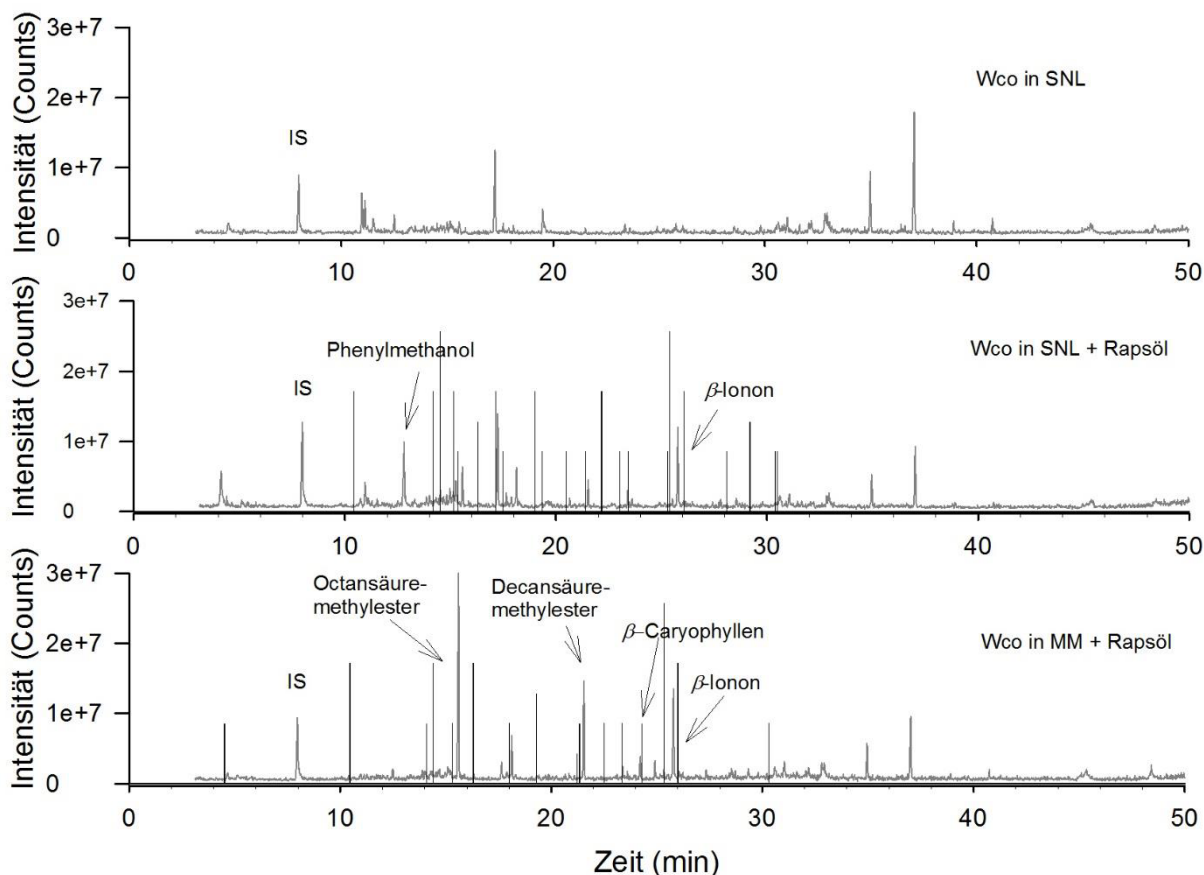 3e+7
Wco in SNL
2e+7
IS
1e+7
0
Intensität (Counts)
0 10 20 30 40 50
3e+7
Phenylmethanol
Wco in SNL + Rapsöl
2e+7
IS
β-Ionon
1e+7
0
Intensität (Counts)
0 10 20 30 40 50
3e+7
Octansäure-
methylester
Decansäure-
methylester
β–Caryophyllen
Wco in MM + Rapsöl
2e+7
IS
β-Ionon
1e+7
0
Intensität (Counts)
0 10 20 30 40 50
Zeit (min)